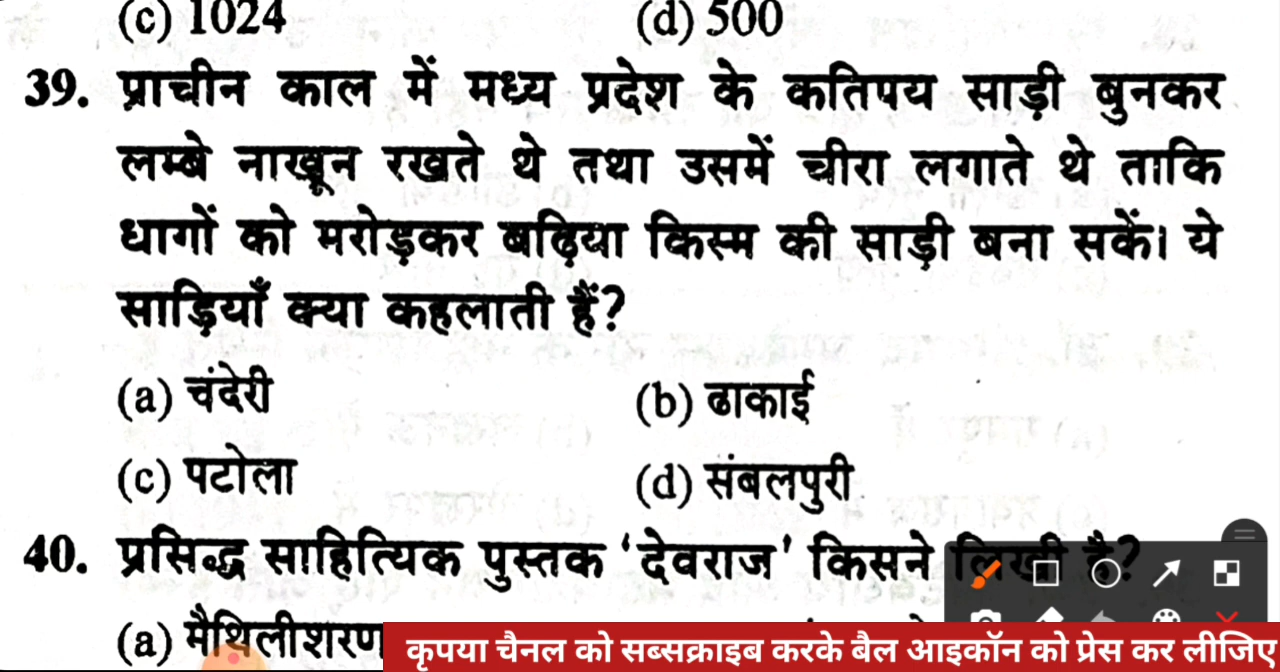 (c) 1024 (d) 500
39. प्राचीन काल में मध्य प्रदेश के कतिपय साड़ी बुनकर
लम्बे नाखून रखते थे तथा उसमें चीरा लगाते थे ताकि
धागों को मरोड़कर बढ़िया किस्म की साड़ी बना सकें। ये
साड़ियाँ क्या कहलाती हैं?
(a) चंदेरी (b) ढाकाई
(c) पटोला (d) संबलपुरी
40. प्रसिद्ध साहित्यिक पुस्तक ‘देवराज’ किसने लिखी है?
(a) मैथिलीशरण
कृपया चैनल को सब्सक्राइब करके बैल आइकॉन को प्रेस कर लीजिए